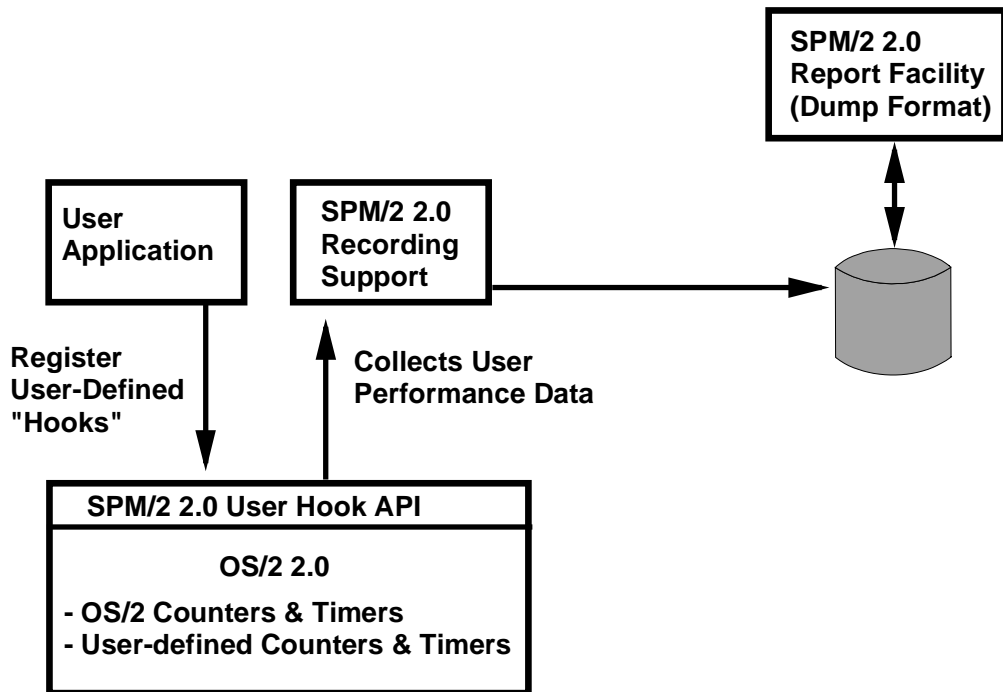 SPM/2 2.0
Report Facility
(Dump Format)
User
Application
SPM/2 2.0
Recording
Support
Register
User-Defined
"Hooks"
Collects User
Performance Data
SPM/2 2.0 User Hook API
OS/2 2.0
- OS/2 Counters & Timers
- User-defined Counters & Timers